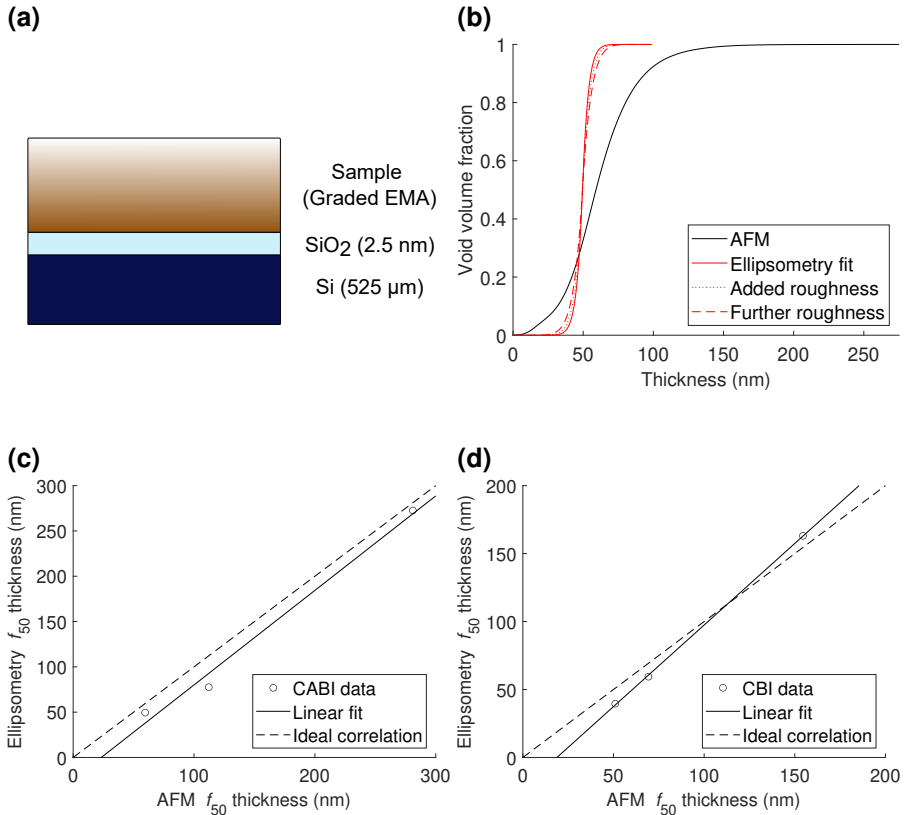 (a)
Sample
(Graded EMA)
SiO2 (2.5 nm)
Si (525 μm)
(b)
Void volume fraction
1
0.8
0.6
0.4
0.2
0
0 50 100 150 200 250
Thickness (nm)
AFM
Ellipsometry fit
Added roughness
Further roughness
(c)
Ellipsometry f50 thickness (nm)
300
250
200
150
100
50
0
0 100 200 300
AFM f50 thickness (nm)
CABI data
Linear fit
Ideal correlation
(d)
Ellipsometry f50 thickness (nm)
200
150
100
50
0
0 50 100 150 200
AFM f50 thickness (nm)
CBI data
Linear fit
Ideal correlation